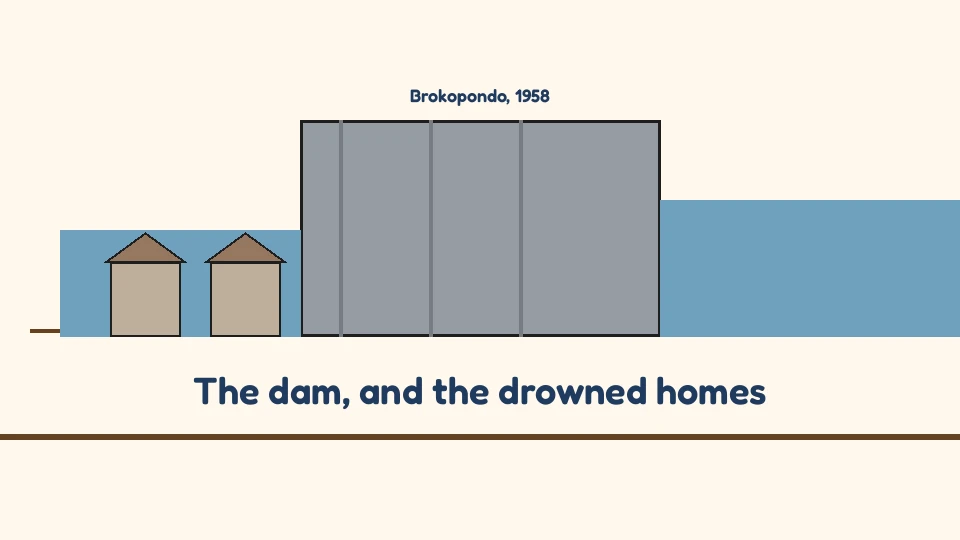 Brokopondo, 1958
The dam, and the drowned homes